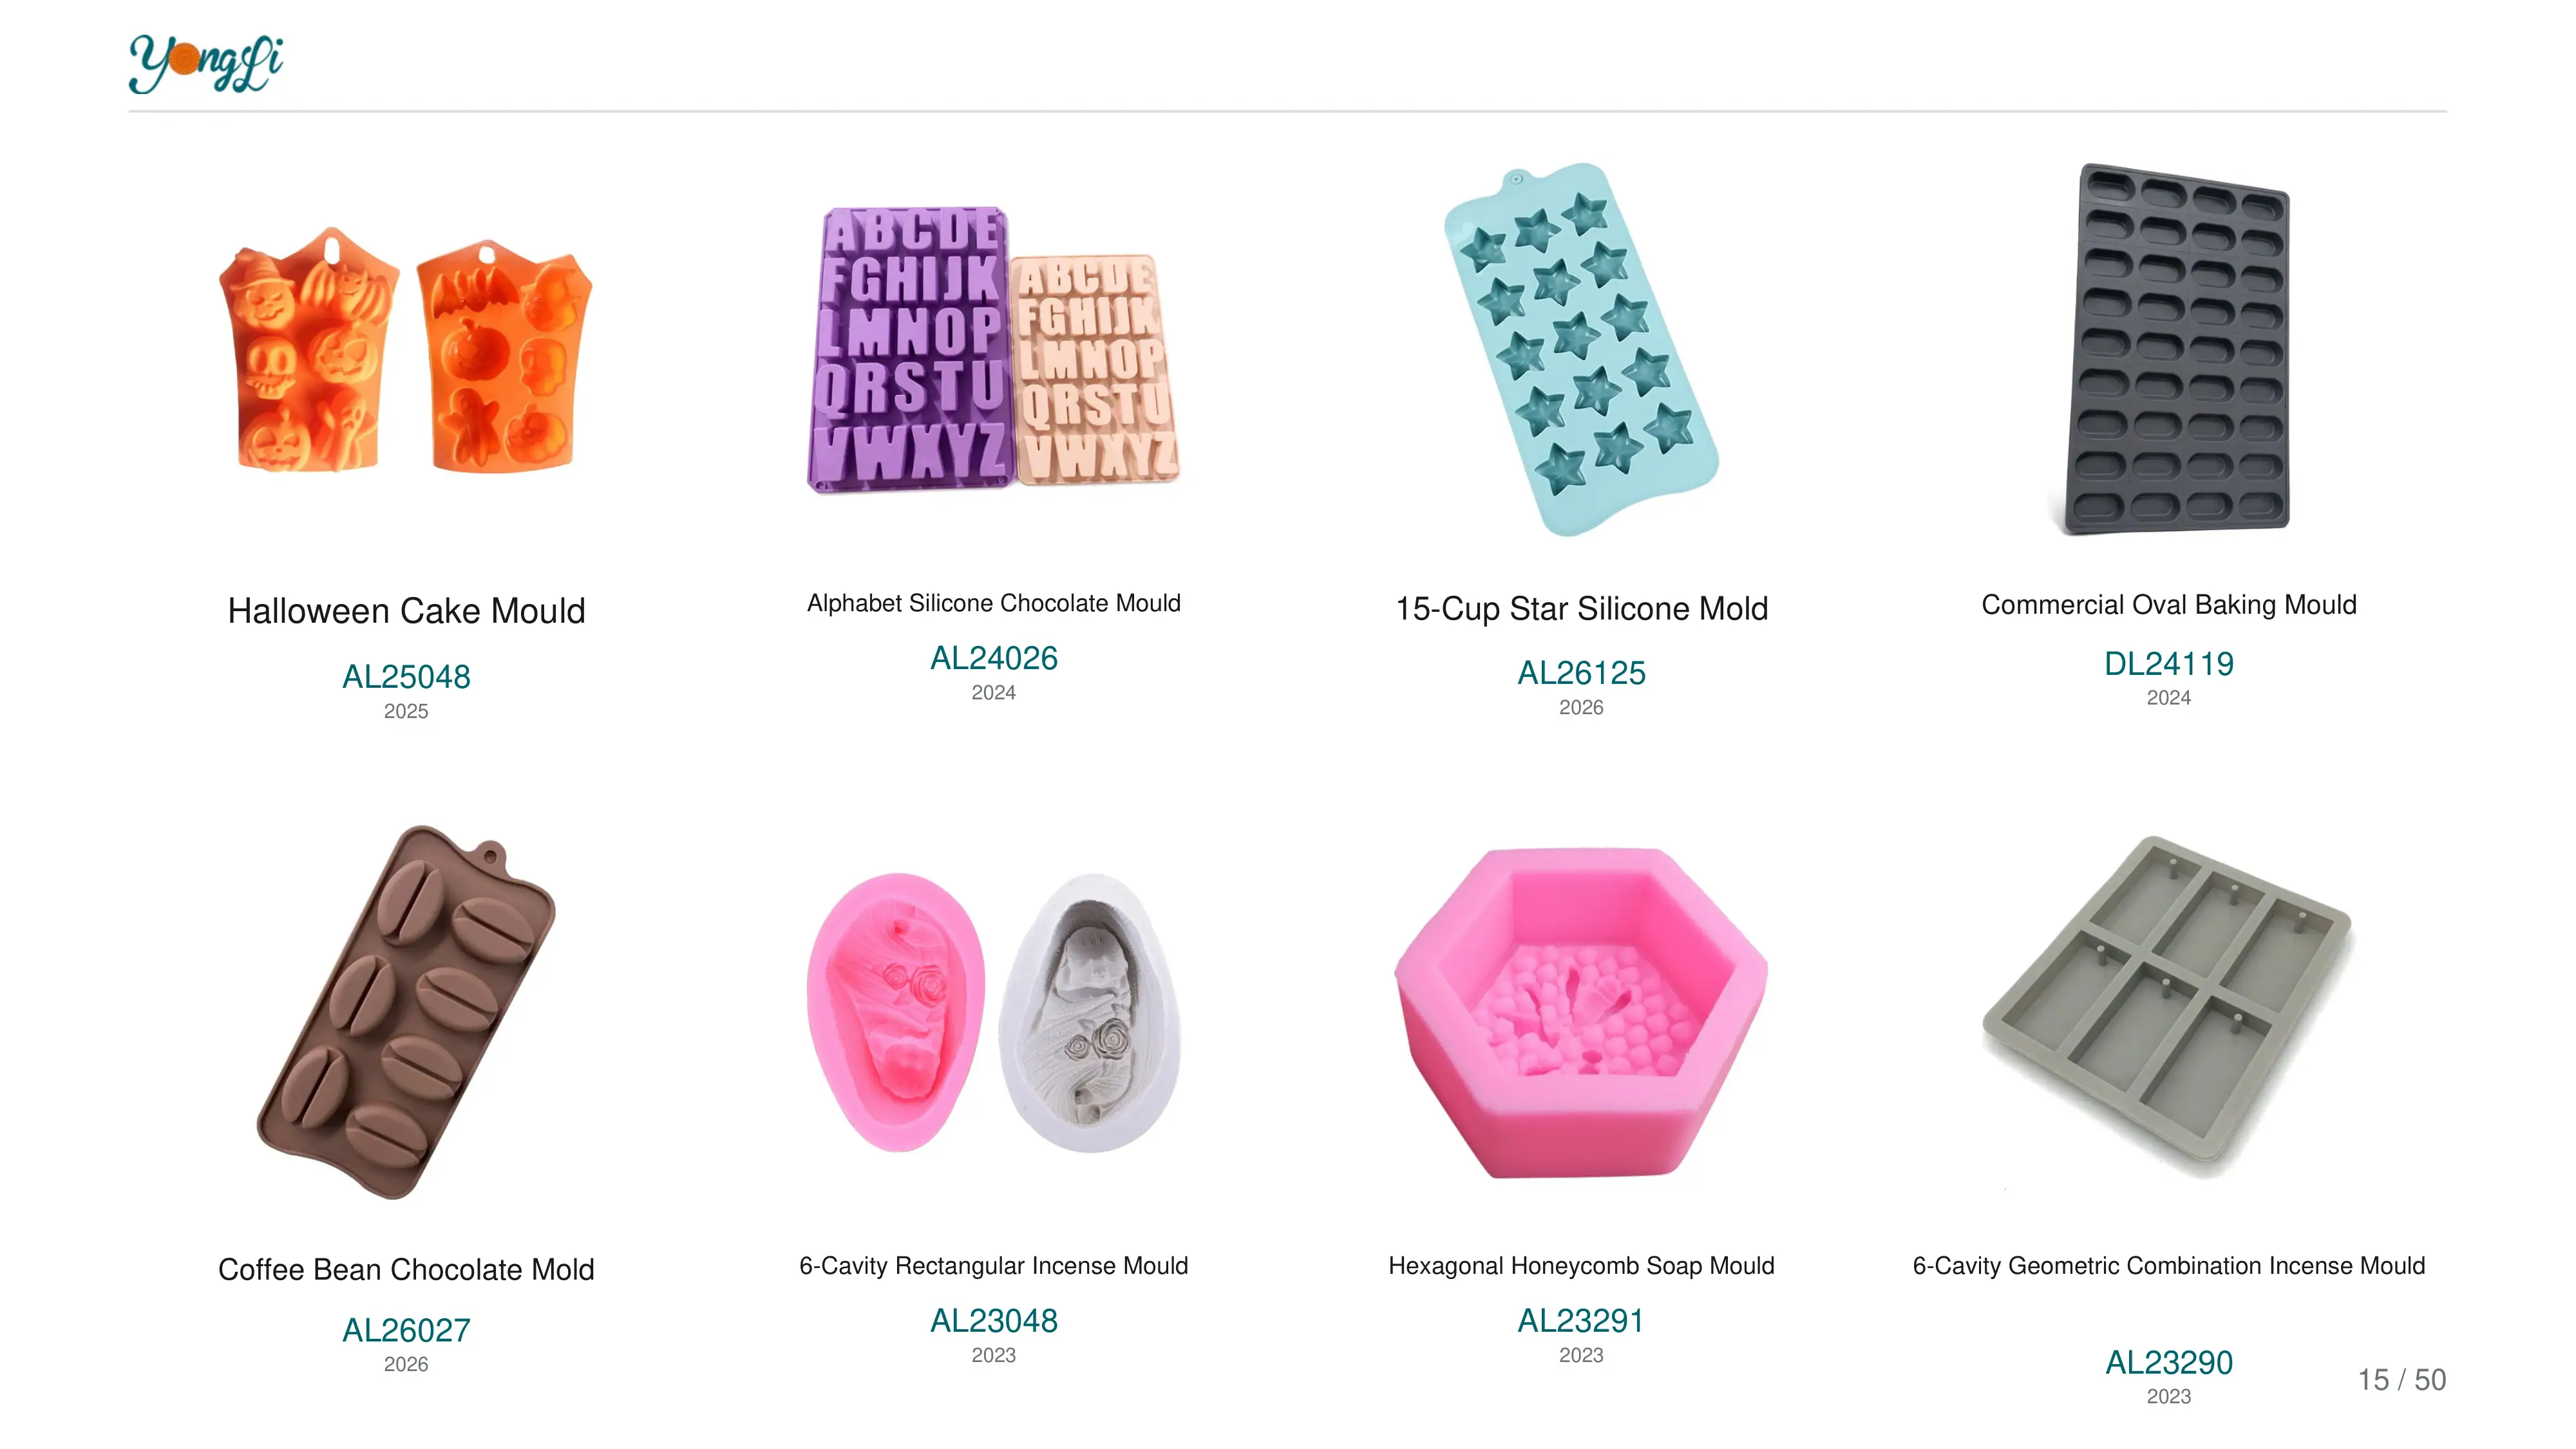 YongLi
ABCDE
FGHIJK
LMNOP
QRSTU
VWXYZ
ABCDE
FGHIJK
LMNOP
QRSTU
VWXYZ
Halloween Cake Mould
AL25048
2025
Alphabet Silicone Chocolate Mould
AL24026
2024
15-Cup Star Silicone Mold
AL26125
2026
Commercial Oval Baking Mould
DL24119
2024
Coffee Bean Chocolate Mold
AL26027
2026
6-Cavity Rectangular Incense Mould
AL23048
2023
Hexagonal Honeycomb Soap Mould
AL23291
2023
6-Cavity Geometric Combination Incense Mould
AL23290
2023
15 / 50